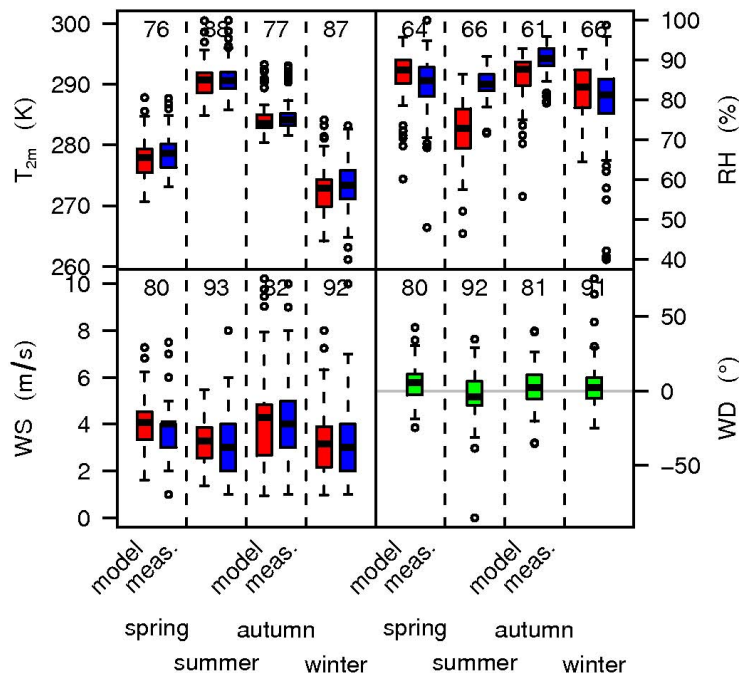 76 88 77 87 64 66 61 66
300
290
280
270
260
T2m (K)
100
90
80
70
60
50
40
RH (%)
80 93 82 92 80 92 81 91
10
8
6
4
2
0
WS (m/s)
50
0
−50
WD (°)
model meas. model meas. model meas. model meas.
spring autumn spring autumn
summer winter summer winter